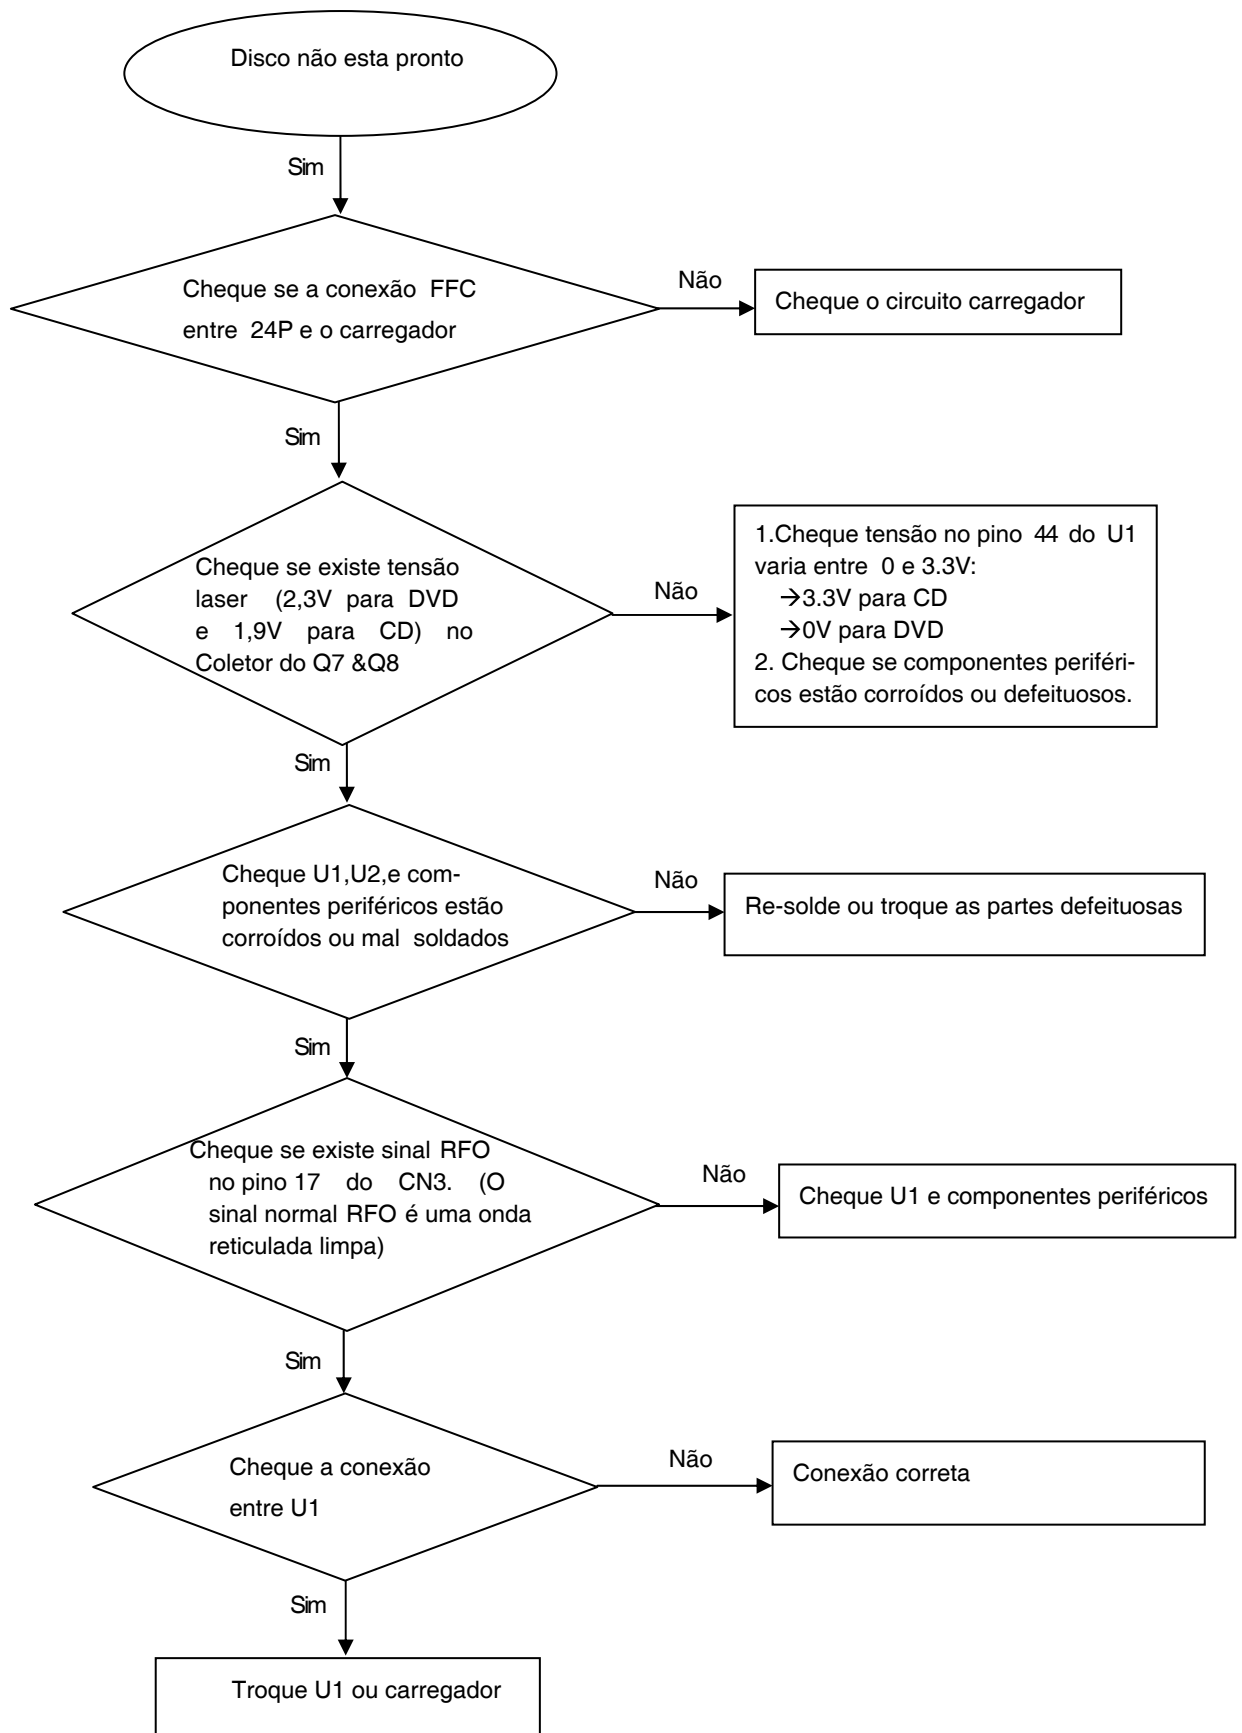 Disco não esta pronto
Sim
Cheque se a conexão FFC
entre 24P e o carregador
Não
Cheque o circuito carregador
Sim
Cheque se existe tensão
laser (2,3V para DVD
e 1,9V para CD) no
Coletor do Q7 &Q8
Não
1.Cheque tensão no pino 44 do U1
varia entre 0 e 3.3V:
→3.3V para CD
→0V para DVD
2. Cheque se componentes periféri-
cos estão corroídos ou defeituosos.
Sim
Cheque U1,U2,e com-
ponentes periféricos estão
corroídos ou mal soldados
Não
Re-solde ou troque as partes defeituosas
Sim
Cheque se existe sinal RFO
no pino 17 do CN3. (O
sinal normal RFO é uma onda
reticulada limpa)
Não
Cheque U1 e componentes periféricos
Sim
Cheque a conexão
entre U1
Não
Conexão correta
Sim
Troque U1 ou carregador